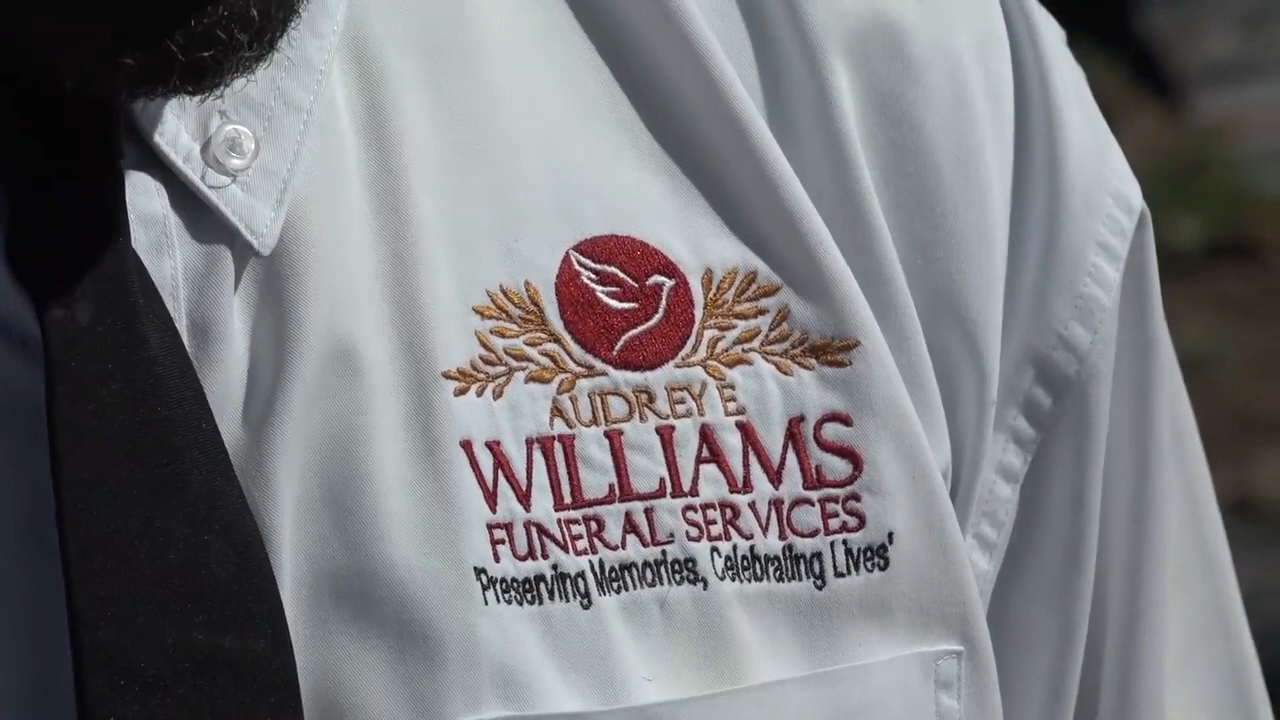 AUDREY E
WILLIAMS
FUNERAL SERVICES
'Preserving Memories, Celebrating Lives'